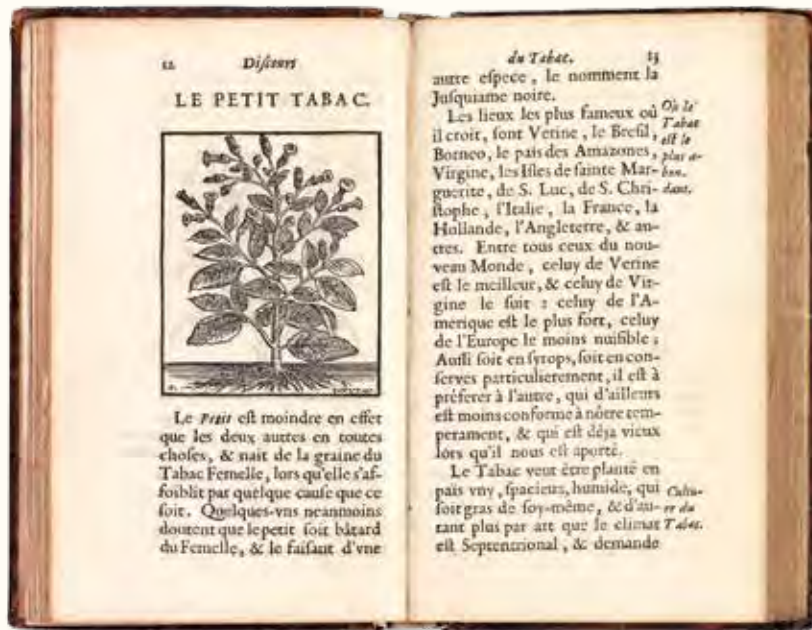 12 Diſcours
LE PETIT TABAC.
Le Petit eſt moindre en effet
que les deux autres en toutes
choſes, & nait de la graine du
Tabac Femelle, lors qu'elle s'af-
foiblit par quelque cauſe que ce
ſoit. Quelques-vns neanmoins
doutent que le petit ſoit bâtard
du Femelle, & le faiſant d'vne
du Tabac. 13
autre eſpece, le nomment la
Juſquiame noire.
Les lieux les plus fameux où
il croit, ſont Verine, le Breſil,
Borneo, le païs des Amazones,
Virgine, les Iſles de ſainte Mar-
guerite, de S. Luc, de S. Chri-
ſtophe, l'Italie, la France, la
Hollande, l'Angleterre, & au-
tres. Entre tous ceux du nou-
veau Monde, celuy de Verine
eſt le meilleur, & celuy de Vir-
gine le ſuit : celuy de l'A-
merique eſt le plus fort, celuy
de l'Europe le moins nuiſible ;
Auſſi ſoit en ſyrops, ſoit en con-
ſerves particulierement, il eſt à
préferer à l'autre, qui d'ailleurs
eſt moins conforme à nôtre tem-
perament, & qui eſt déja vieux
lors qu'il nous eſt aporté.
Le Tabac veut être planté en
païs vny, ſpacieux, humide, qui
ſoit gras de ſoy-même, & d'au-
tant plus par art que le climat
eſt Septentrional, & demande
Où le
Tabac
eſt le
plus a-
bon-
dant.
Cultu-
re du
Tabac.